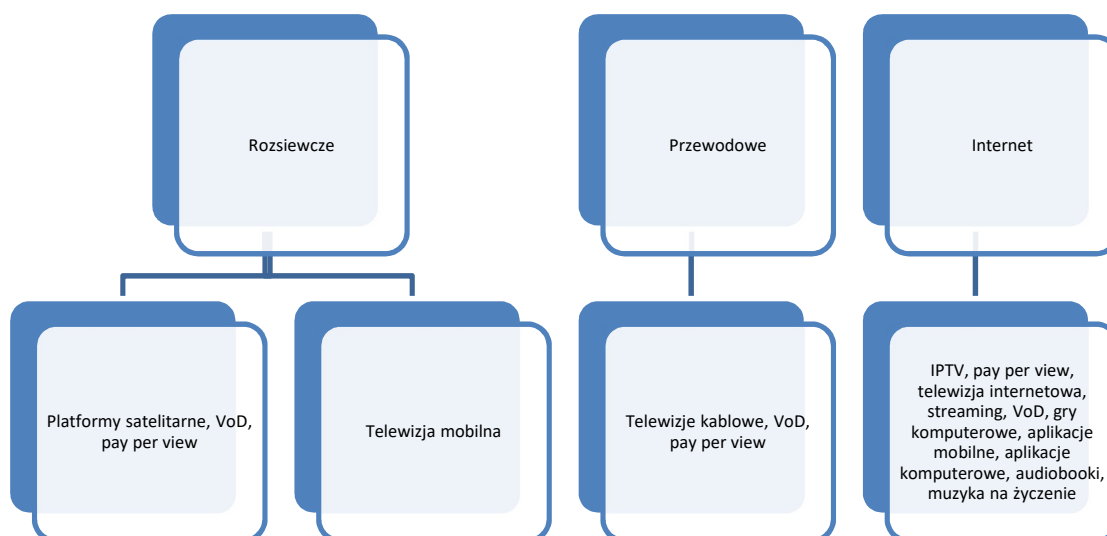 Rozsiewcze
Przewodowe
Internet
Platformy satelitarne, VoD,
pay per view
Telewizja mobilna
Telewizje kablowe, VoD,
pay per view
IPTV, pay per view,
telewizja internetowa,
streaming, VoD, gry
komputerowe, aplikacje
mobilne, aplikacje
komputerowe, audiobooki,
muzyka na życzenie